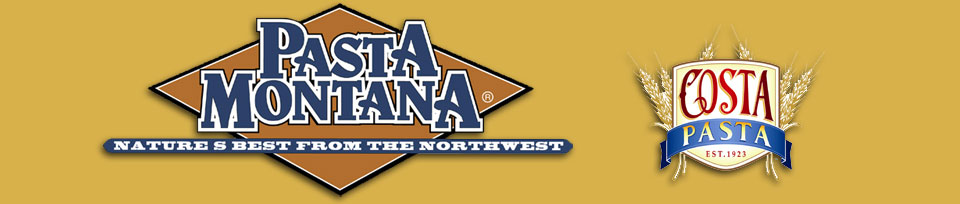 PASTA
MONTANA®
NATURE S BEST FROM THE NORTHWEST
COSTA
PASTA
EST. 1923